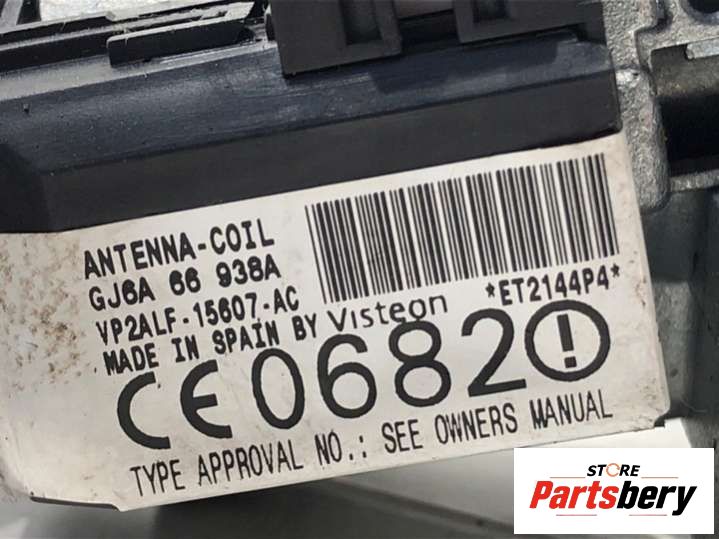 ANTENNA-COIL
GJ6A 66 938A
VP2ALF-15607-AC
MADE IN SPAIN BY Visteon
*ET2144P4*
CE0682
TYPE APPROVAL NO.: SEE OWNERS MANUAL
STORE
Partsbery